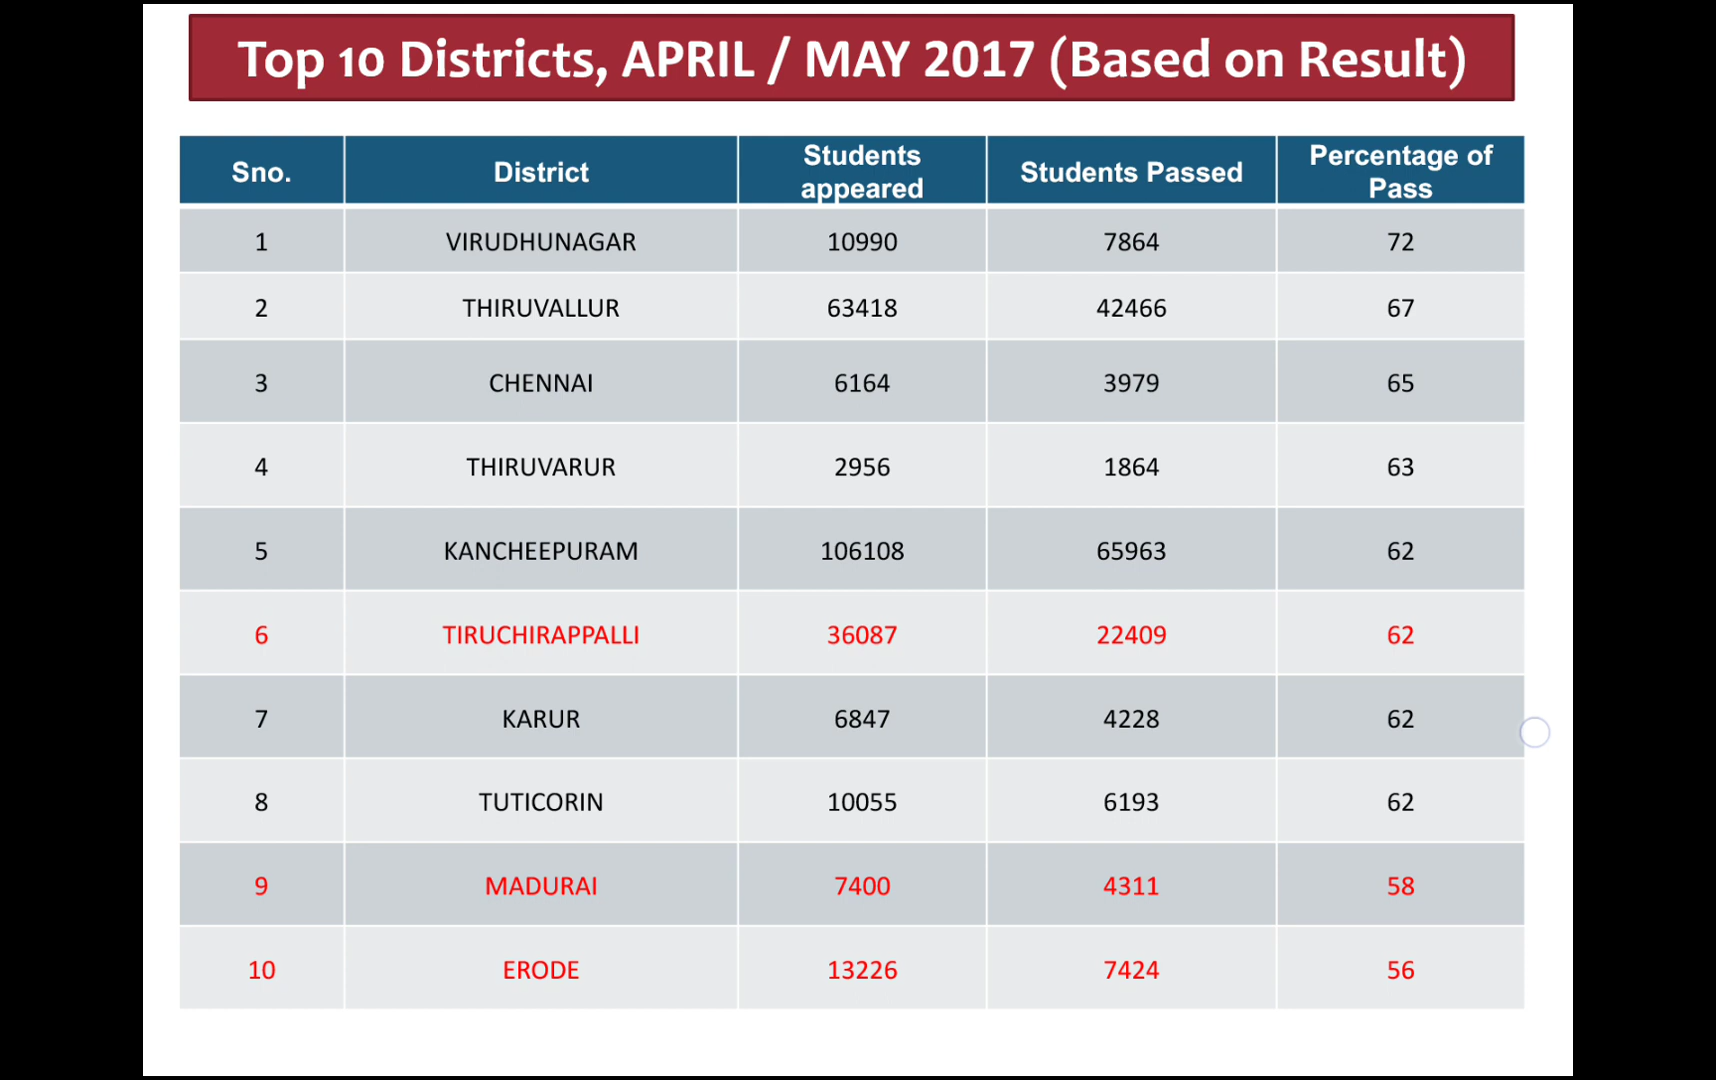 Top 10 Districts, APRIL / MAY 2017 (Based on Result)
Sno. District Students appeared Students Passed Percentage of Pass
1 VIRUDHUNAGAR 10990 7864 72
2 THIRUVALLUR 63418 42466 67
3 CHENNAI 6164 3979 65
4 THIRUVARUR 2956 1864 63
5 KANCHEEPURAM 106108 65963 62
6 TIRUCHIRAPPALLI 36087 22409 62
7 KARUR 6847 4228 62
8 TUTICORIN 10055 6193 62
9 MADURAI 7400 4311 58
10 ERODE 13226 7424 56